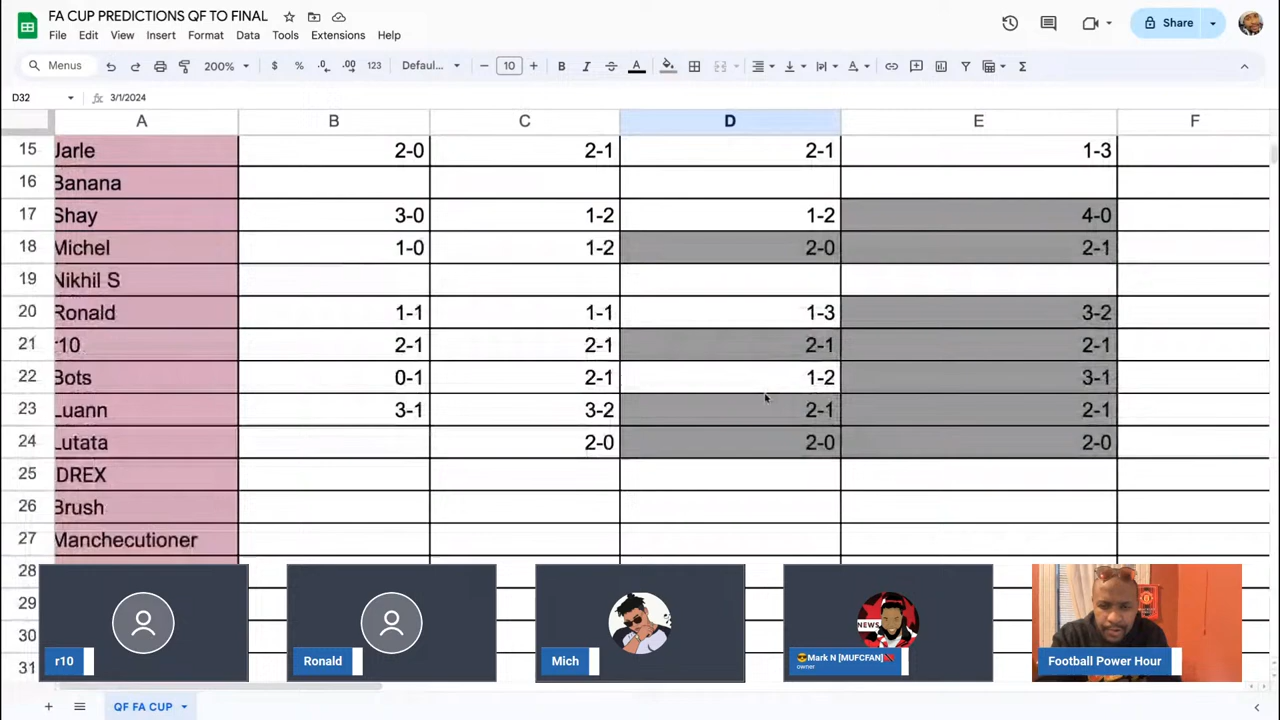 FA CUP PREDICTIONS QF TO FINAL
File Edit View Insert Format Data Tools Extensions Help
Share
Menus 200% $ % .0 .00 123 Defaul... 10 B I A Σ
D32 fx 3/1/2024
A B C D E F
15 Jarle 2-0 2-1 2-1 1-3
16 Banana
17 Shay 3-0 1-2 1-2 4-0
18 Michel 1-0 1-2 2-0 2-1
19 Nikhil S
20 Ronald 1-1 1-1 1-3 3-2
21 r10 2-1 2-1 2-1 2-1
22 Bots 0-1 2-1 1-2 3-1
23 Luann 3-1 3-2 2-1 2-1
24 Lutata 2-0 2-0 2-0
25 DREX
26 Brush
27 Manchecutioner
28
29
30
31
NEWS
r10 Ronald Mich 😎Mark N [MUFCFAN] Football Power Hour
owner
QF FA CUP